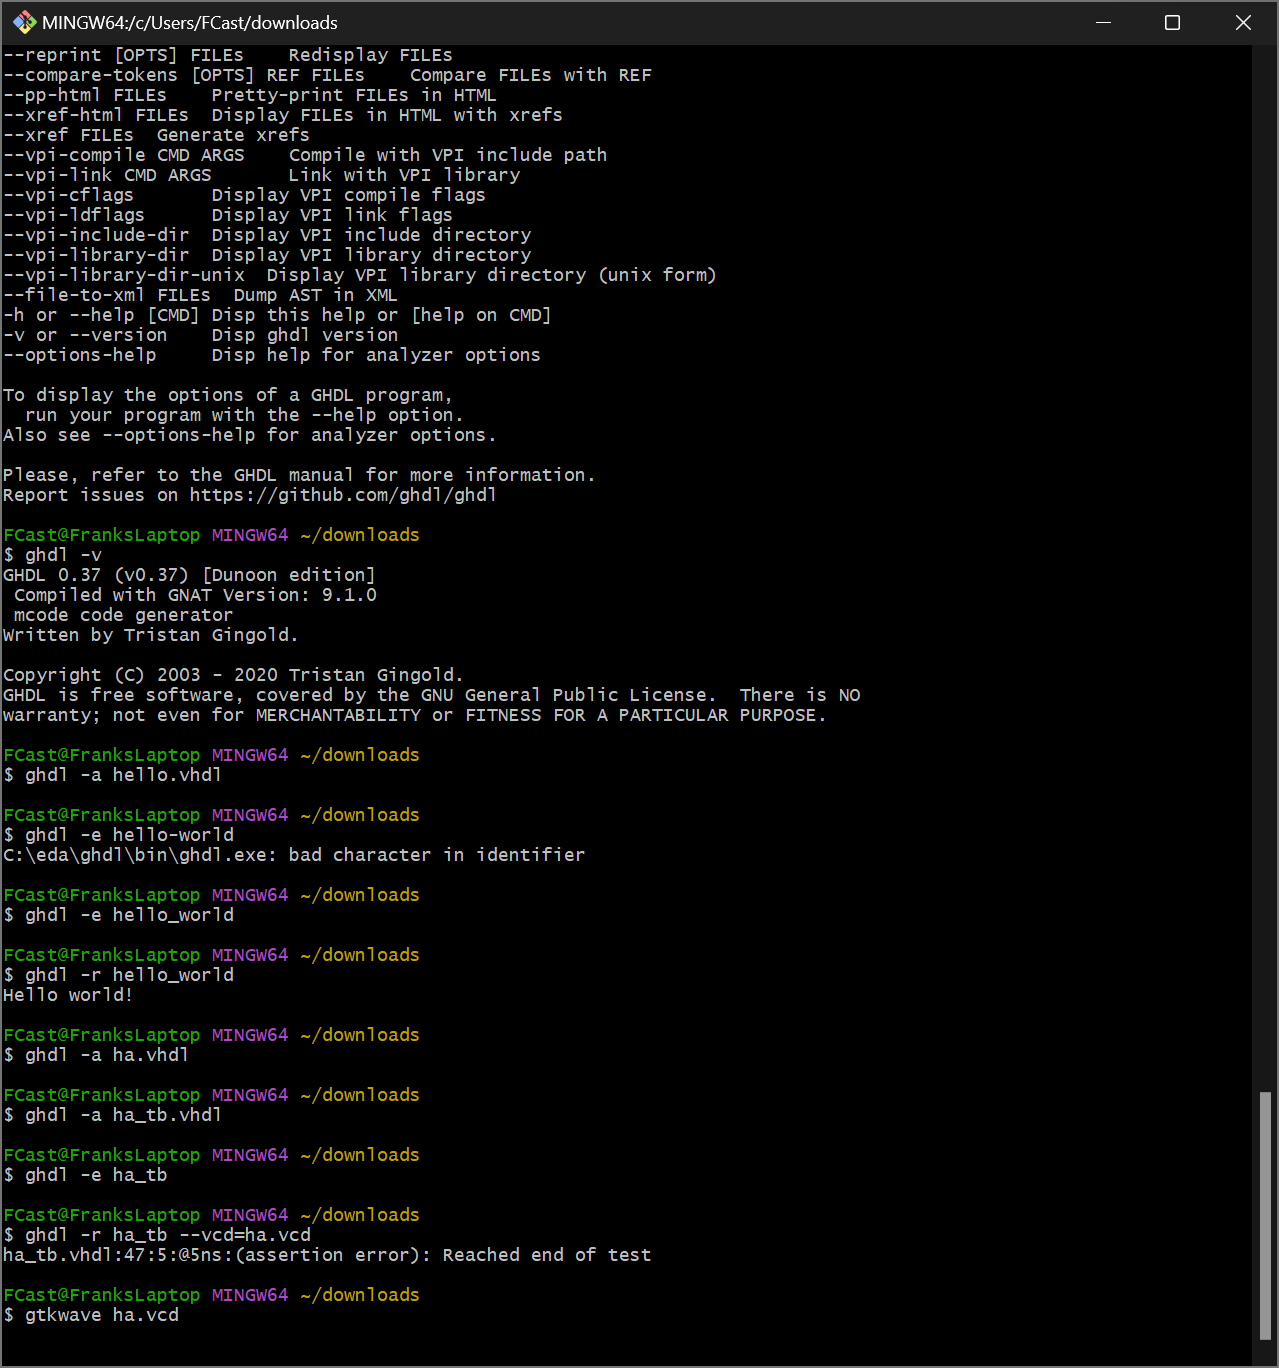 MINGW64:/c/Users/FCast/downloads
--reprint [OPTS] FILEs    Redisplay FILEs
--compare-tokens [OPTS] REF FILEs    Compare FILEs with REF
--pp-html FILEs    Pretty-print FILEs in HTML
--xref-html FILEs  Display FILEs in HTML with xrefs
--xref FILEs  Generate xrefs
--vpi-compile CMD ARGS    Compile with VPI include path
--vpi-link CMD ARGS       Link with VPI library
--vpi-cflags       Display VPI compile flags
--vpi-ldflags      Display VPI link flags
--vpi-include-dir  Display VPI include directory
--vpi-library-dir  Display VPI library directory
--vpi-library-dir-unix  Display VPI library directory (unix form)
--file-to-xml FILEs  Dump AST in XML
-h or --help [CMD] Disp this help or [help on CMD]
-v or --version    Disp ghdl version
--options-help     Disp help for analyzer options
To display the options of a GHDL program,
  run your program with the --help option.
Also see --options-help for analyzer options.
Please, refer to the GHDL manual for more information.
Report issues on https://github.com/ghdl/ghdl
FCast@FranksLaptop MINGW64 ~/downloads
$ ghdl -v
GHDL 0.37 (v0.37) [Dunoon edition]
 Compiled with GNAT Version: 9.1.0
 mcode code generator
Written by Tristan Gingold.
Copyright (C) 2003 - 2020 Tristan Gingold.
GHDL is free software, covered by the GNU General Public License.  There is NO
warranty; not even for MERCHANTABILITY or FITNESS FOR A PARTICULAR PURPOSE.
FCast@FranksLaptop MINGW64 ~/downloads
$ ghdl -a hello.vhdl
FCast@FranksLaptop MINGW64 ~/downloads
$ ghdl -e hello-world
C:\eda\ghdl\bin\ghdl.exe: bad character in identifier
FCast@FranksLaptop MINGW64 ~/downloads
$ ghdl -e hello_world
FCast@FranksLaptop MINGW64 ~/downloads
$ ghdl -r hello_world
Hello world!
FCast@FranksLaptop MINGW64 ~/downloads
$ ghdl -a ha.vhdl
FCast@FranksLaptop MINGW64 ~/downloads
$ ghdl -a ha_tb.vhdl
FCast@FranksLaptop MINGW64 ~/downloads
$ ghdl -e ha_tb
FCast@FranksLaptop MINGW64 ~/downloads
$ ghdl -r ha_tb --vcd=ha.vcd
ha_tb.vhdl:47:5:@5ns:(assertion error): Reached end of test
FCast@FranksLaptop MINGW64 ~/downloads
$ gtkwave ha.vcd